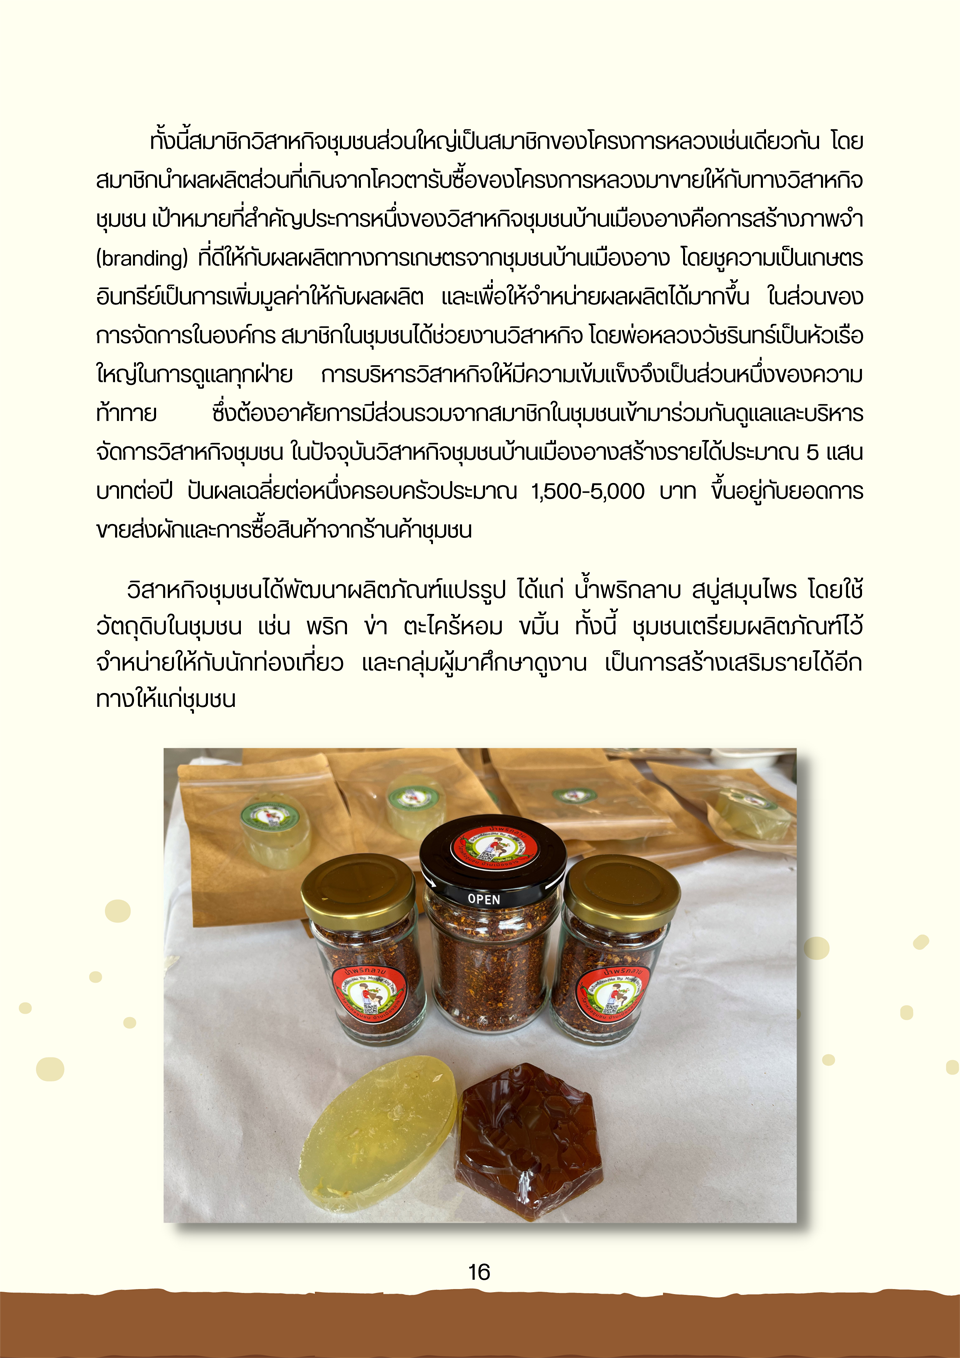 ทั้งนี้สมาชิกวิสาหกิจชุมชนส่วนใหญ่เป็นสมาชิกของโครงการหลวงเช่นเดียวกัน โดย
สมาชิกนำผลผลิตส่วนที่เกินจากโควตารับซื้อของโครงการหลวงมาขายให้กับทางวิสาหกิจ
ชุมชน เป้าหมายที่สำคัญประการหนึ่งของวิสาหกิจชุมชนบ้านเมืองอางคือการสร้างภาพจำ
(branding) ที่ดีให้กับผลผลิตทางการเกษตรจากชุมชนบ้านเมืองอาง โดยชูความเป็นเกษตร
อินทรีย์เป็นการเพิ่มมูลค่าให้กับผลผลิต และเพื่อให้จำหน่ายผลผลิตได้มากขึ้น ในส่วนของ
การจัดการในองค์กร สมาชิกในชุมชนได้ช่วยงานวิสาหกิจ โดยพ่อหลวงวัชรินทร์เป็นหัวเรือ
ใหญ่ในการดูแลทุกฝ่าย การบริหารวิสาหกิจให้มีความเข้มแข็งจึงเป็นส่วนหนึ่งของความ
ท้าทาย ซึ่งต้องอาศัยการมีส่วนรวมจากสมาชิกในชุมชนเข้ามาร่วมกันดูแลและบริหาร
จัดการวิสาหกิจชุมชน ในปัจจุบันวิสาหกิจชุมชนบ้านเมืองอางสร้างรายได้ประมาณ 5 แสน
บาทต่อปี ปันผลเฉลี่ยต่อหนึ่งครอบครัวประมาณ 1,500-5,000 บาท ขึ้นอยู่กับยอดการ
ขายส่งผักและการซื้อสินค้าจากร้านค้าชุมชน
วิสาหกิจชุมชนได้พัฒนาผลิตภัณฑ์แปรรูป ได้แก่ น้ำพริกลาบ สบู่สมุนไพร โดยใช้
วัตถุดิบในชุมชน เช่น พริก ข่า ตะไคร้หอม ขมิ้น ทั้งนี้ ชุมชนเตรียมผลิตภัณฑ์ไว้
จำหน่ายให้กับนักท่องเที่ยว และกลุ่มผู้มาศึกษาดูงาน เป็นการสร้างเสริมรายได้อีก
ทางให้แก่ชุมชน
น้ำพริกลาบ
OPEN
น้ำพริกลาบ
น้ำพริกลาบ
16